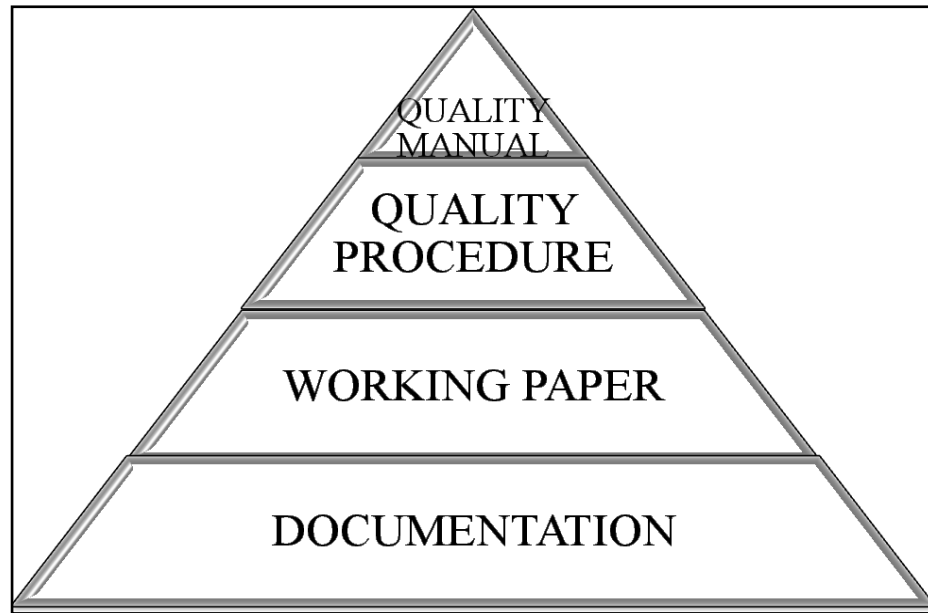 QUALITY
MANUAL
QUALITY
PROCEDURE
WORKING PAPER
DOCUMENTATION